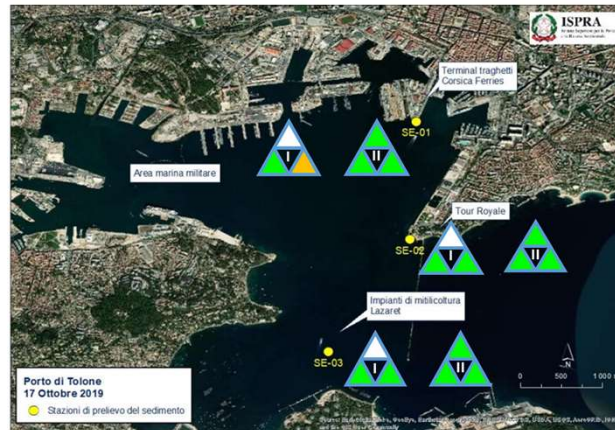 ISPRA
Terminal traghetti
Corsica Ferries
SE-01
I
II
Area marina militare
Tour Royale
SE-02
I
II
Impianti di mitilicoltura
Lazaret
SE-03
I
II
N
0
500
1 000
Porto di Tolone
17 Ottobre 2019
Stazioni di prelievo del sedimento